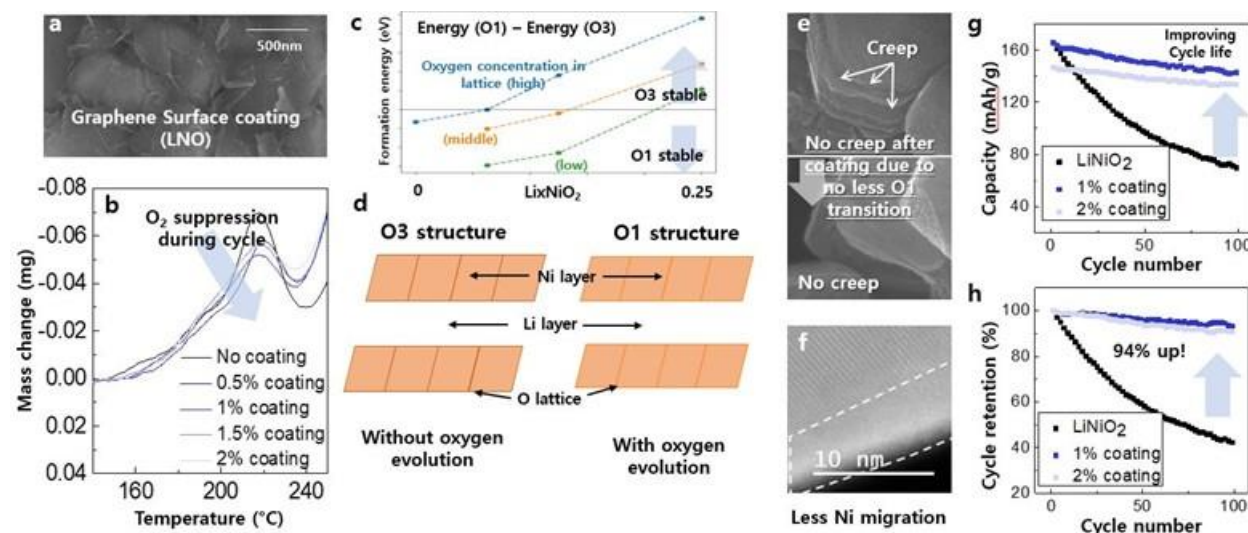 a
500nm
Graphene Surface coating
(LNO)
b
-0.08
-0.06
-0.04
-0.02
0.00
0.02
0.04
Mass change (mg)
O2 suppression
during cycle
No coating
0.5% coating
1% coating
1.5% coating
2% coating
160
200
240
Temperature (°C)
c
Energy (O1) – Energy (O3)
Formation energy (eV)
Oxygen concentration in
lattice (high)
O3 stable
(middle)
O1 stable
(low)
0
LixNiO2
0.25
d
O3 structure
O1 structure
Ni layer
Li layer
O lattice
Without oxygen
evolution
With oxygen
evolution
e
Creep
No creep after
coating due to
no less O1
transition
No creep
f
10 nm
Less Ni migration
g
160
120
80
40
Capacity (mAh/g)
Improving
Cycle life
LiNiO2
1% coating
2% coating
0
50
100
Cycle number
h
100
80
60
40
20
Cycle retention (%)
94% up!
LiNiO2
1% coating
2% coating
0
50
100
Cycle number